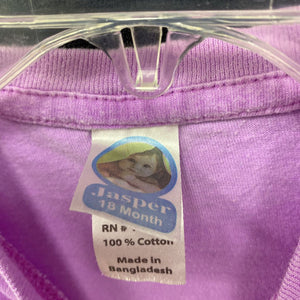 Jasper
18 Month
RN #
100% Cotton
Made in
Bangladesh